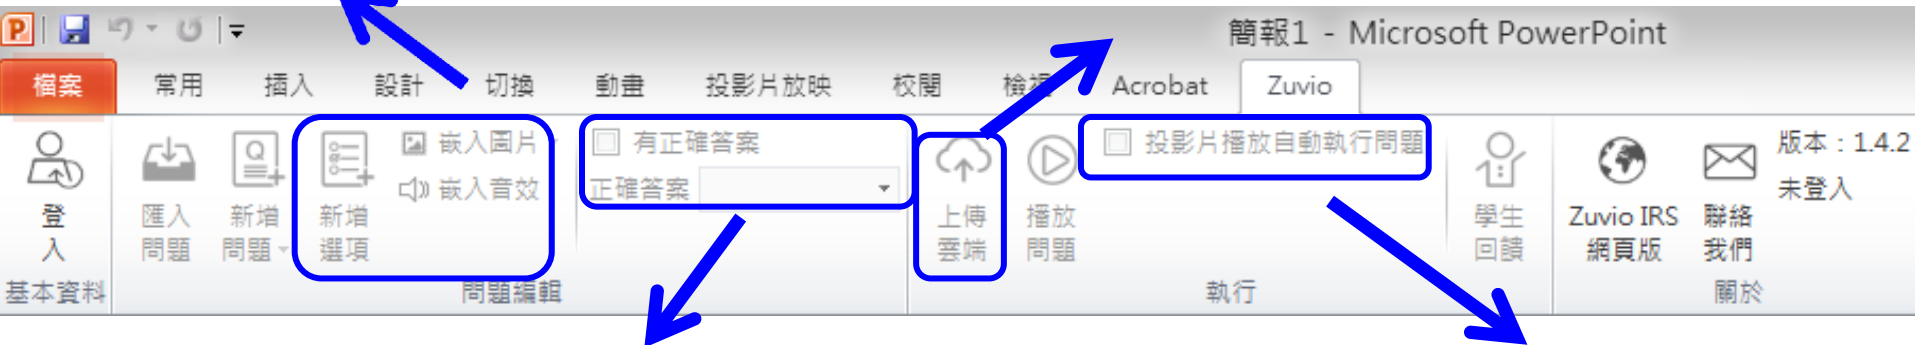 簡報1 - Microsoft PowerPoint
檔案 常用 插入 設計 切換 動畫 投影片放映 校閱 檢視 Acrobat Zuvio
登入
基本資料
匯入問題
新增問題
新增選項
嵌入圖片
嵌入音效
有正確答案
正確答案
問題編輯
上傳雲端
播放問題
投影片播放自動執行問題
執行
學生回饋
Zuvio IRS 網頁版
聯絡我們
版本：1.4.2
未登入
關於